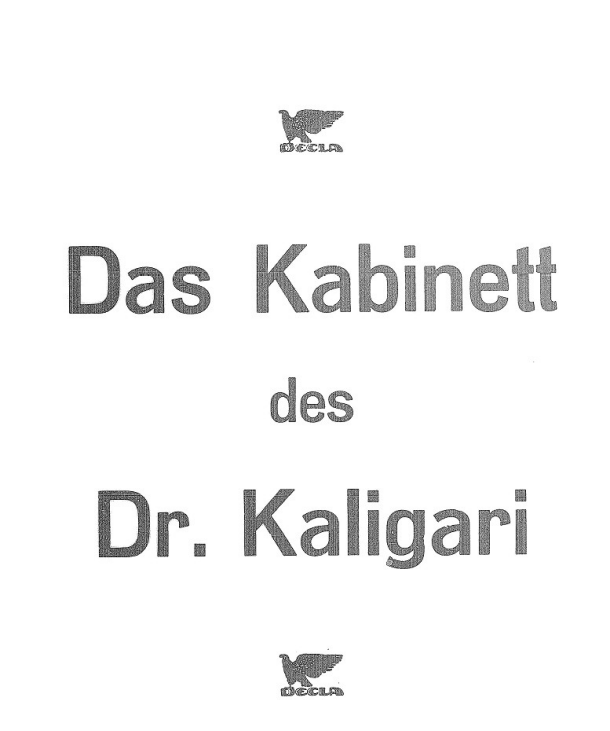 DECLA
Das Kabinett
des
Dr. Kaligari
DECLA